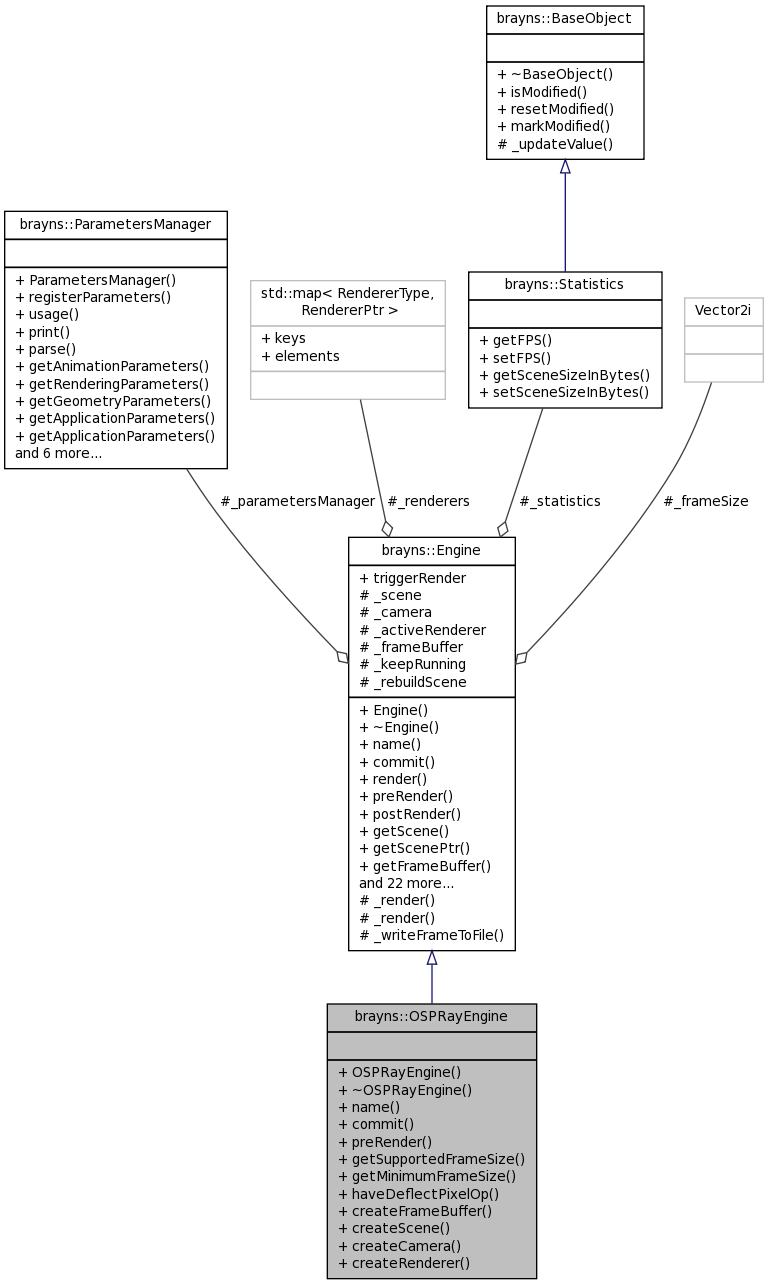 brayns::BaseObject
+ ~BaseObject()
+ isModified()
+ resetModified()
+ markModified()
# _updateValue()
brayns::ParametersManager
+ ParametersManager()
+ registerParameters()
+ usage()
+ print()
+ parse()
+ getAnimationParameters()
+ getRenderingParameters()
+ getGeometryParameters()
+ getApplicationParameters()
+ getApplicationParameters()
and 6 more...
std::map< RendererType,
RendererPtr >
+ keys
+ elements
brayns::Statistics
+ getFPS()
+ setFPS()
+ getSceneSizeInBytes()
+ setSceneSizeInBytes()
Vector2i
#_parametersManager
#_renderers
#_statistics
#_frameSize
brayns::Engine
+ triggerRender
# _scene
# _camera
# _activeRenderer
# _frameBuffer
# _keepRunning
# _rebuildScene
+ Engine()
+ ~Engine()
+ name()
+ commit()
+ render()
+ preRender()
+ postRender()
+ getScene()
+ getScenePtr()
+ getFrameBuffer()
and 22 more...
# _render()
# _render()
# _writeFrameToFile()
brayns::OSPRayEngine
+ OSPRayEngine()
+ ~OSPRayEngine()
+ name()
+ commit()
+ preRender()
+ getSupportedFrameSize()
+ getMinimumFrameSize()
+ haveDeflectPixelOp()
+ createFrameBuffer()
+ createScene()
+ createCamera()
+ createRenderer()